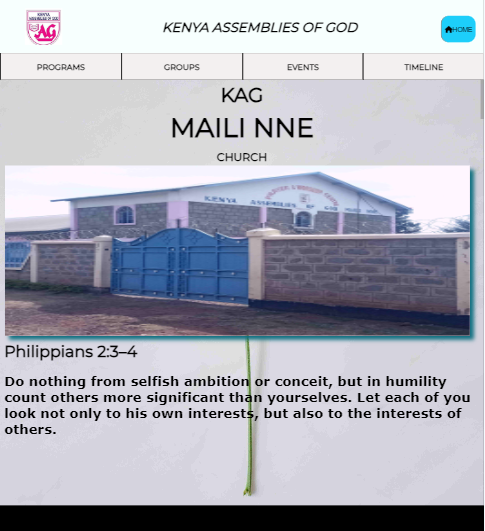 KENYA
ASSEMBLIES OF GOD
AG
KENYA ASSEMBLIES OF GOD
HOME
PROGRAMS
GROUPS
EVENTS
TIMELINE
KAG
MAILI NNE
CHURCH
KENYA ASSEMBLIES OF GOD
Philippians 2:3–4
Do nothing from selfish ambition or conceit, but in humility
count others more significant than yourselves. Let each of you
look not only to his own interests, but also to the interests of
others.